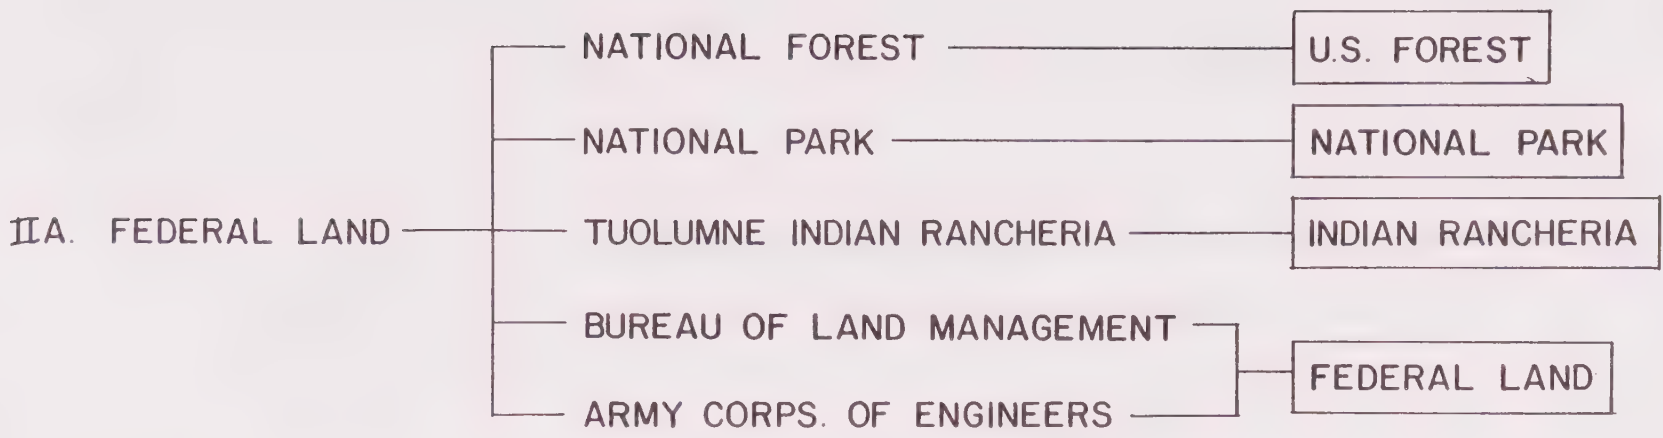 NATIONAL FOREST U.S. FOREST
NATIONAL PARK NATIONAL PARK
IIA. FEDERAL LAND TUOLUMNE INDIAN RANCHERIA INDIAN RANCHERIA
BUREAU OF LAND MANAGEMENT
FEDERAL LAND
ARMY CORPS. OF ENGINEERS